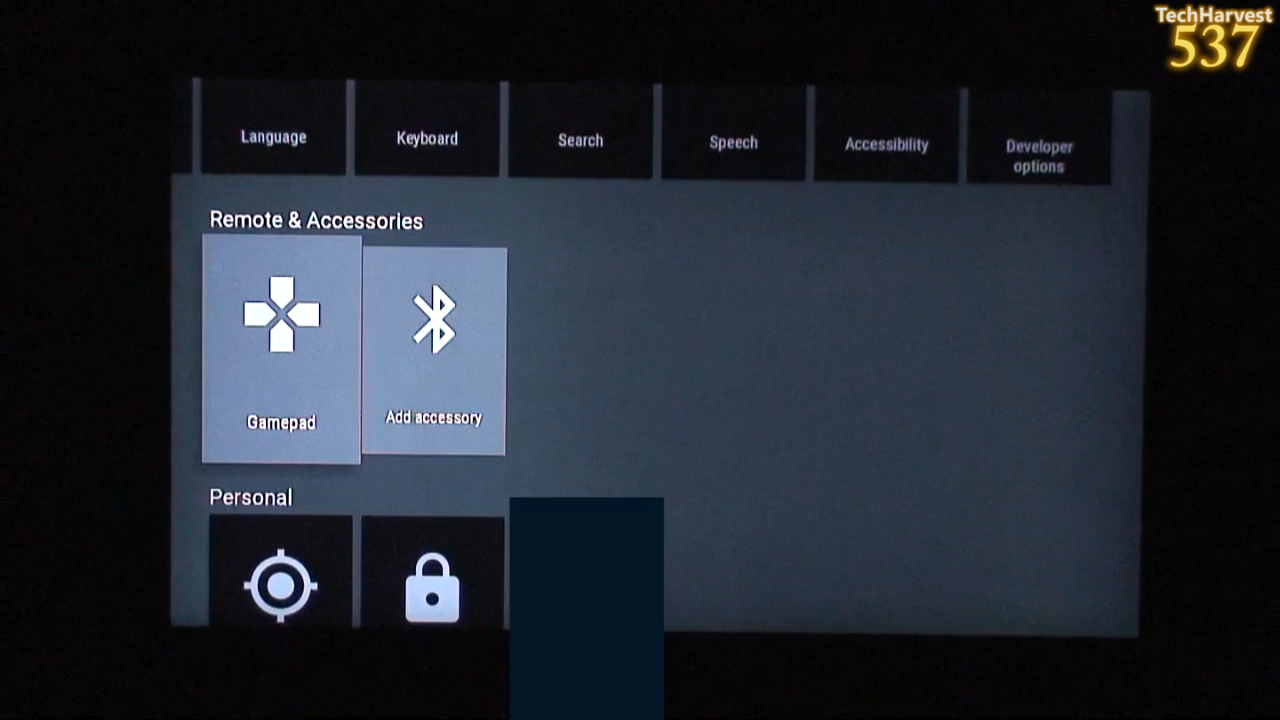 TechHarvest
537
Language
Keyboard
Search
Speech
Accessibility
Developer
options
Remote & Accessories
Gamepad
Add accessory
Personal